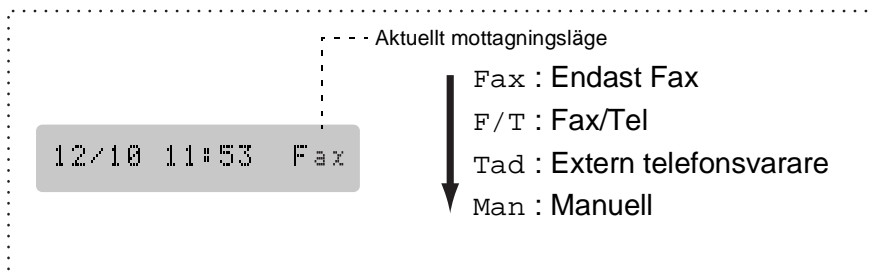 Aktuellt mottagningsläge
12/10 11:53 Fax
Fax : Endast Fax
F/T : Fax/Tel
Tad : Extern telefonsvarare
Man : Manuell